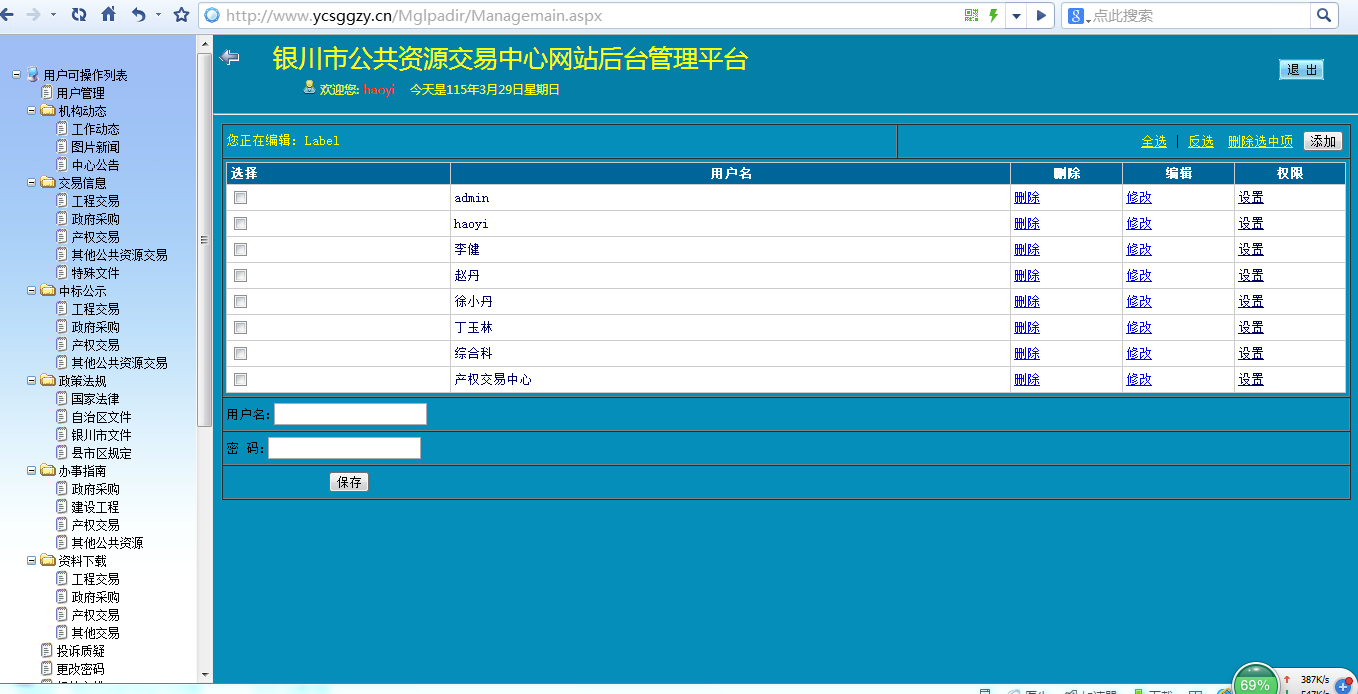 http://www.ycsggzy.cn/Mglpadir/Managemain.aspx
点此搜索
用户可操作列表
用户管理
机构动态
工作动态
图片新闻
中心公告
交易信息
工程交易
政府采购
产权交易
其他公共资源交易
特殊文件
中标公示
工程交易
政府采购
产权交易
其他公共资源交易
政策法规
国家法律
自治区文件
银川市文件
县市区规定
办事指南
政府采购
建设工程
产权交易
其他公共资源
资料下载
工程交易
政府采购
产权交易
其他交易
投诉质疑
更改密码
银川市公共资源交易中心网站后台管理平台
欢迎您: haoyi 今天是115年3月29日星期日
退 出
您正在编辑: Label
全选 | 反选 删除选中项 添加
选择 用户名 删除 编辑 权限
admin 删除 修改 设置
haoyi 删除 修改 设置
李健 删除 修改 设置
赵丹 删除 修改 设置
徐小丹 删除 修改 设置
丁玉林 删除 修改 设置
综合科 删除 修改 设置
产权交易中心 删除 修改 设置
用户名:
密 码:
保存
69%
387K/s